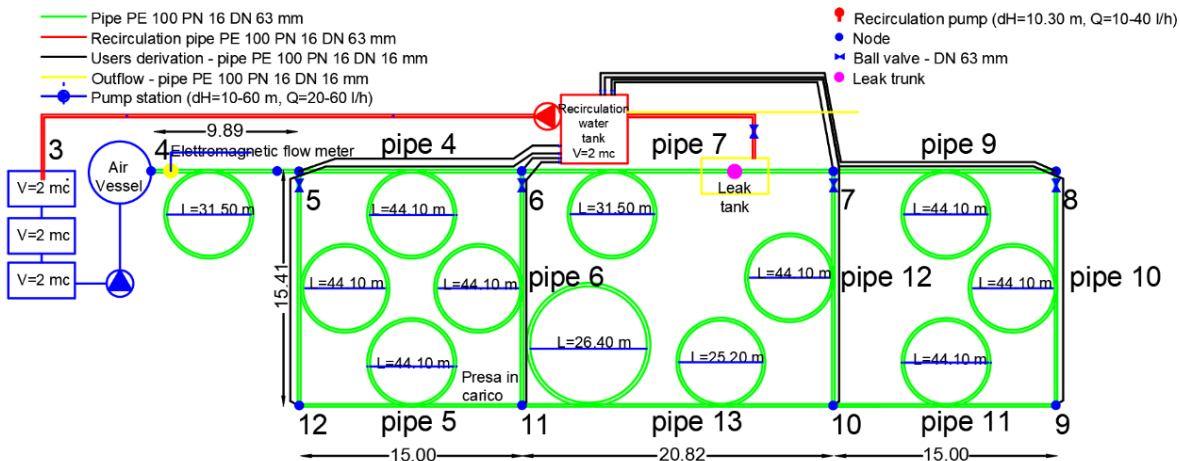 Pipe PE 100 PN 16 DN 63 mm
Recirculation pipe PE 100 PN 16 DN 63 mm
Users derivation - pipe PE 100 PN 16 DN 16 mm
Outflow - pipe PE 100 PN 16 DN 16 mm
Pump station (dH=10-60 m, Q=20-60 l/h)
Recirculation pump (dH=10.30 m, Q=10-40 l/h)
Node
Ball valve - DN 63 mm
Leak trunk
Recirculation
water
tank
V=2 mc
9.89
3
4
Elettromagnetic flow meter
pipe 4
pipe 7
pipe 9
Air
Vessel
V=2 mc
V=2 mc
V=2 mc
5
6
7
8
Leak
tank
L=31.50 m
L=44.10 m
L=31.50 m
L=44.10 m
L=44.10 m
L=44.10 m
L=44.10 m
15.41
pipe 6
pipe 12
pipe 10
L=44.10 m
L=26.40 m
L=25.20 m
L=44.10 m
Presa in
carico
12
pipe 5
11
pipe 13
10
pipe 11
9
15.00
20.82
15.00